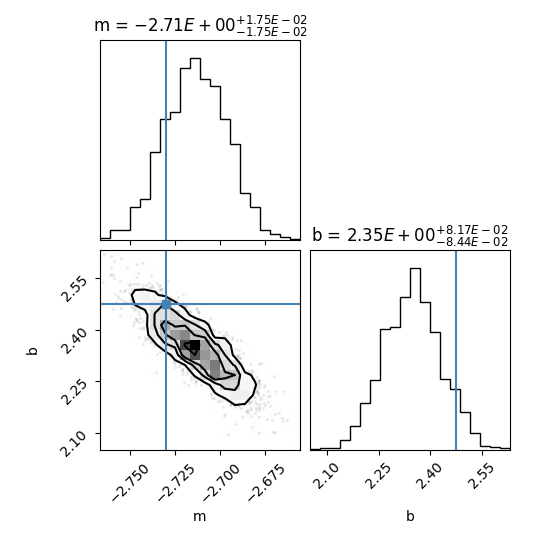 m = −2.71E + 00 +1.75E − 02 −1.75E − 02
b = 2.35E + 00 +8.17E − 02 −8.44E − 02
2.55
2.40
2.25
2.10
b
−2.750 −2.725 −2.700 −2.675
m
2.10 2.25 2.40 2.55
b